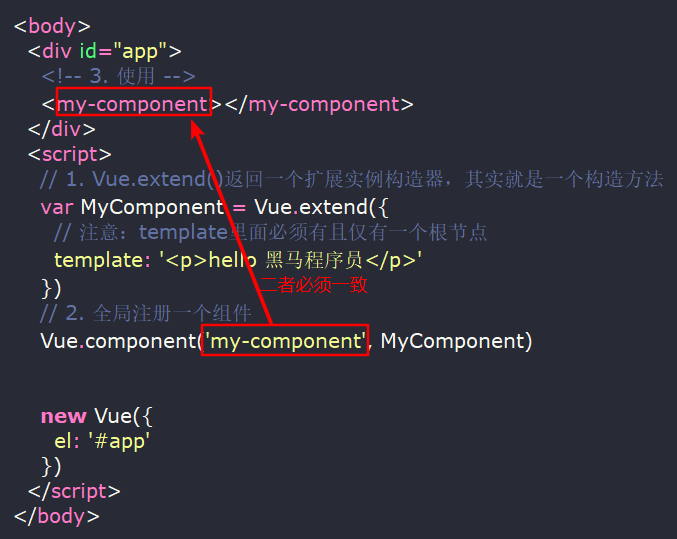 <body>
<div id="app">
<!-- 3. 使用 -->
<my-component></my-component>
</div>
<script>
// 1. Vue.extend()返回一个扩展实例构造器，其实就是一个构造方法
var MyComponent = Vue.extend({
// 注意：template里面必须有且仅有一个根节点
template: '<p>hello 黑马程序员</p>'
})
二者必须一致
// 2. 全局注册一个组件
Vue.component('my-component', MyComponent)
new Vue({
el: '#app'
})
</script>
</body>